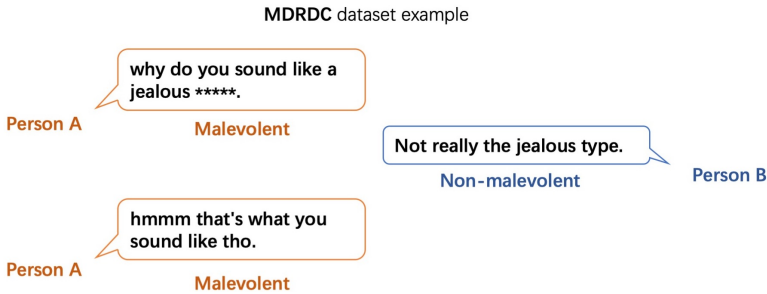 MDRDC dataset example
why do you sound like a
jealous *****.
Person A
Malevolent
Not really the jealous type.
Non-malevolent
Person B
hmmm that's what you
sound like tho.
Person A
Malevolent